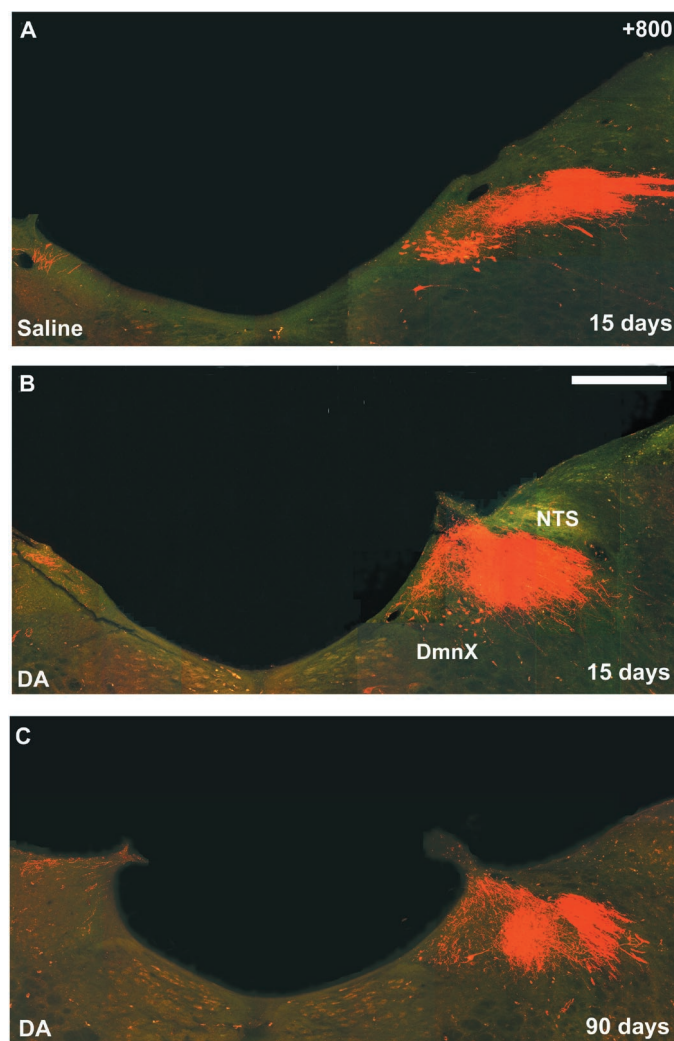 A +800
Saline 15 days
B
NTS
DmnX
DA 15 days
C
DA 90 days